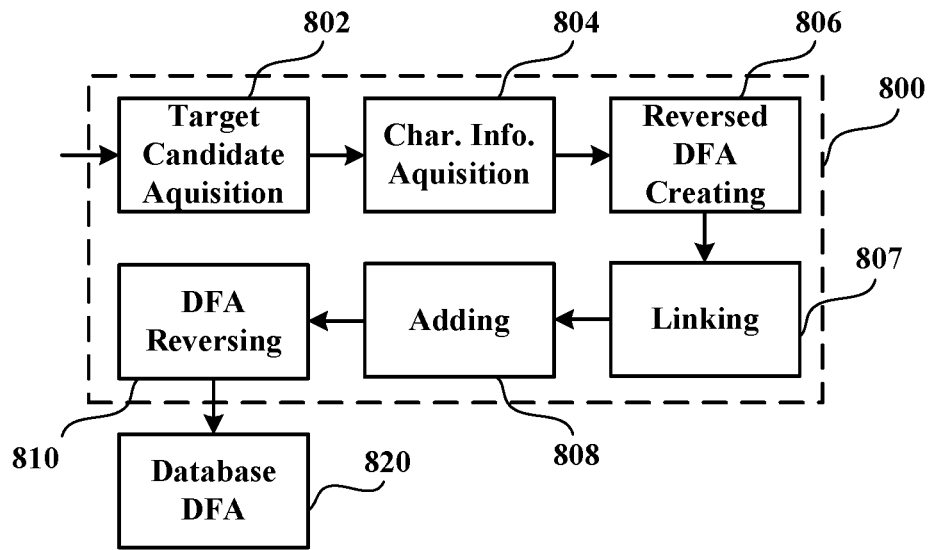 802
804
806
800
Target
Candidate
Aquisition
Char. Info.
Aquisition
Reversed
DFA
Creating
807
DFA
Reversing
Adding
Linking
810
808
820
Database
DFA